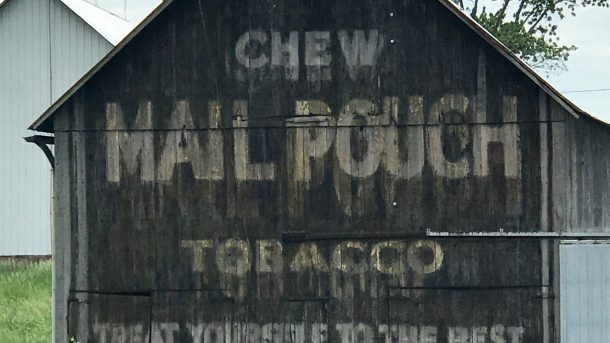 CHEW
MAIL POUCH
TOBACCO
TREAT YOURSELF TO THE BEST